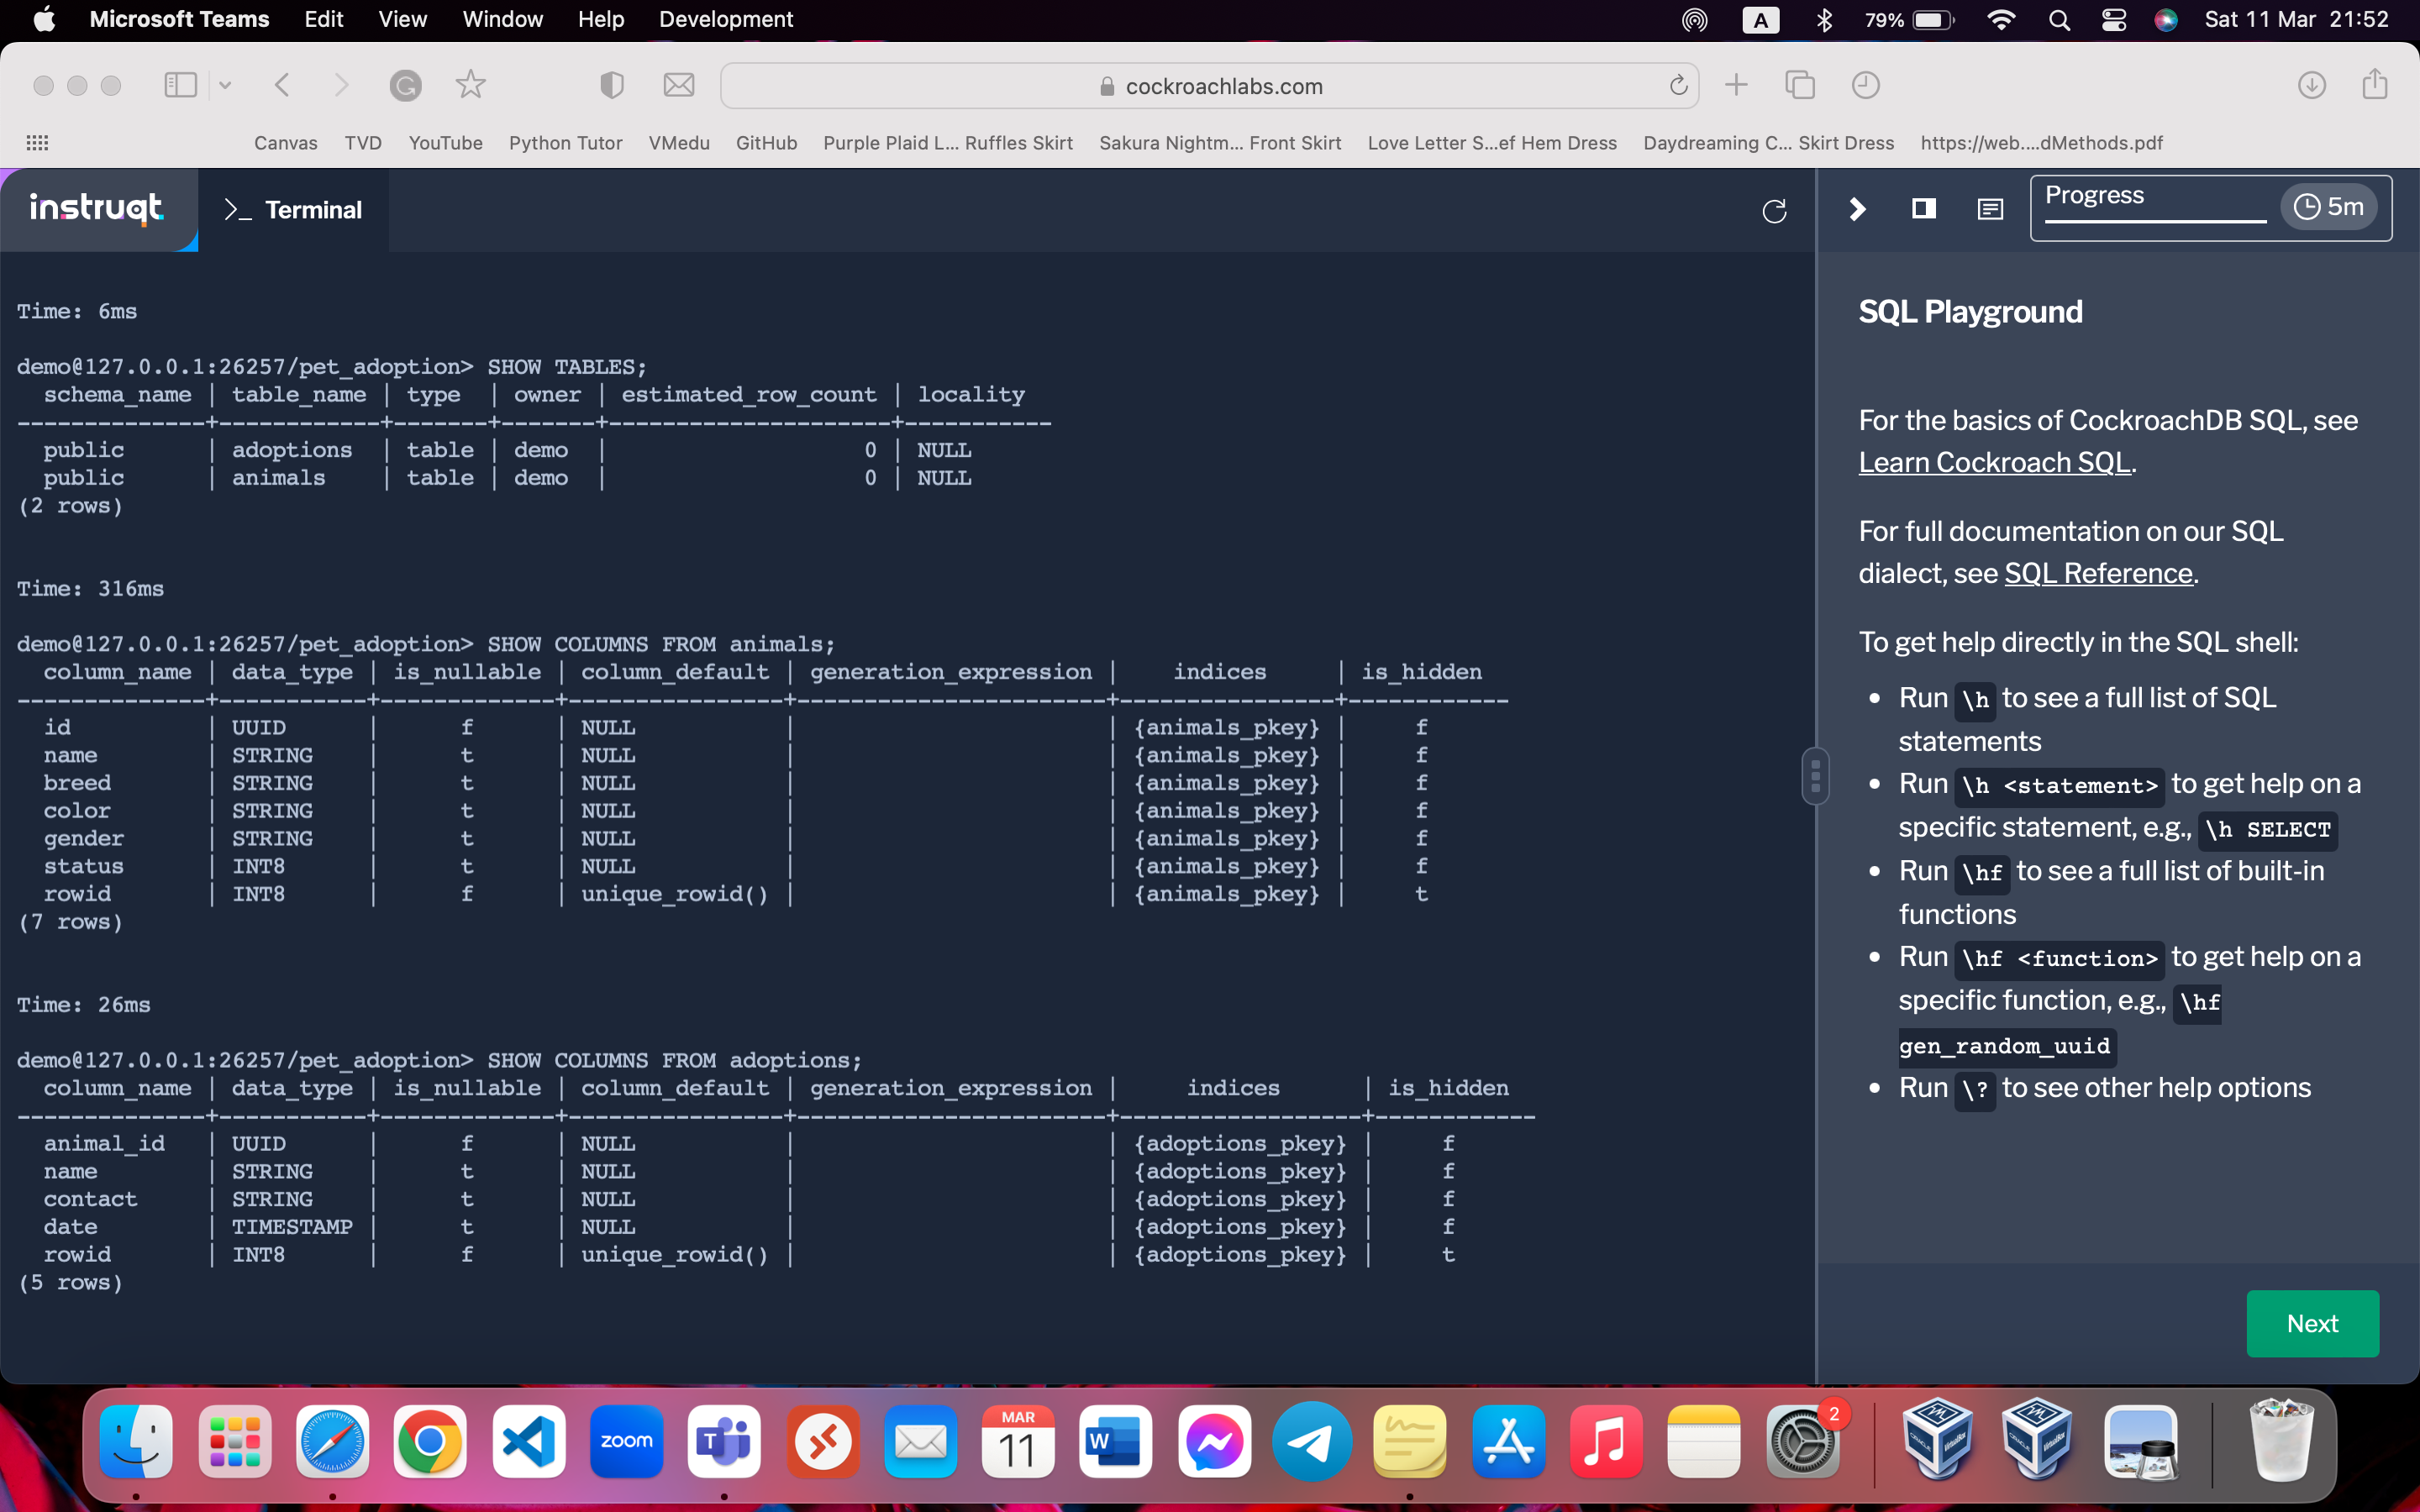 Microsoft Teams Edit View Window Help Development A 79% Sat 11 Mar 21:52
cockroachlabs.com
Canvas TVD YouTube Python Tutor VMedu GitHub Purple Plaid L... Ruffles Skirt Sakura Nightm... Front Skirt Love Letter S...ef Hem Dress Daydreaming C... Skirt Dress https://web....dMethods.pdf
instruqt >_ Terminal
Time: 6ms
demo@127.0.0.1:26257/pet_adoption> SHOW TABLES;
schema_name | table_name | type | owner | estimated_row_count | locality
--------------+------------+-------+-------+---------------------+-----------
public | adoptions | table | demo | 0 | NULL
public | animals | table | demo | 0 | NULL
(2 rows)
Time: 316ms
demo@127.0.0.1:26257/pet_adoption> SHOW COLUMNS FROM animals;
column_name | data_type | is_nullable | column_default | generation_expression | indices | is_hidden
--------------+-----------+-------------+----------------+-----------------------+----------------+------------
id | UUID | f | NULL | | {animals_pkey} | f
name | STRING | t | NULL | | {animals_pkey} | f
breed | STRING | t | NULL | | {animals_pkey} | f
color | STRING | t | NULL | | {animals_pkey} | f
gender | STRING | t | NULL | | {animals_pkey} | f
status | INT8 | t | NULL | | {animals_pkey} | f
rowid | INT8 | f | unique_rowid() | | {animals_pkey} | t
(7 rows)
Time: 26ms
demo@127.0.0.1:26257/pet_adoption> SHOW COLUMNS FROM adoptions;
column_name | data_type | is_nullable | column_default | generation_expression | indices | is_hidden
--------------+-----------+-------------+----------------+-----------------------+------------------+------------
animal_id | UUID | f | NULL | | {adoptions_pkey} | f
name | STRING | t | NULL | | {adoptions_pkey} | f
contact | STRING | t | NULL | | {adoptions_pkey} | f
date | TIMESTAMP | t | NULL | | {adoptions_pkey} | f
rowid | INT8 | f | unique_rowid() | | {adoptions_pkey} | t
(5 rows)
Progress 5m
SQL Playground
For the basics of CockroachDB SQL, see
Learn Cockroach SQL.
For full documentation on our SQL
dialect, see SQL Reference.
To get help directly in the SQL shell:
• Run \h to see a full list of SQL
statements
• Run \h <statement> to get help on a
specific statement, e.g., \h SELECT
• Run \hf to see a full list of built-in
functions
• Run \hf <function> to get help on a
specific function, e.g., \hf
gen_random_uuid
• Run \? to see other help options
Next
zoom T MAR 11 W 2